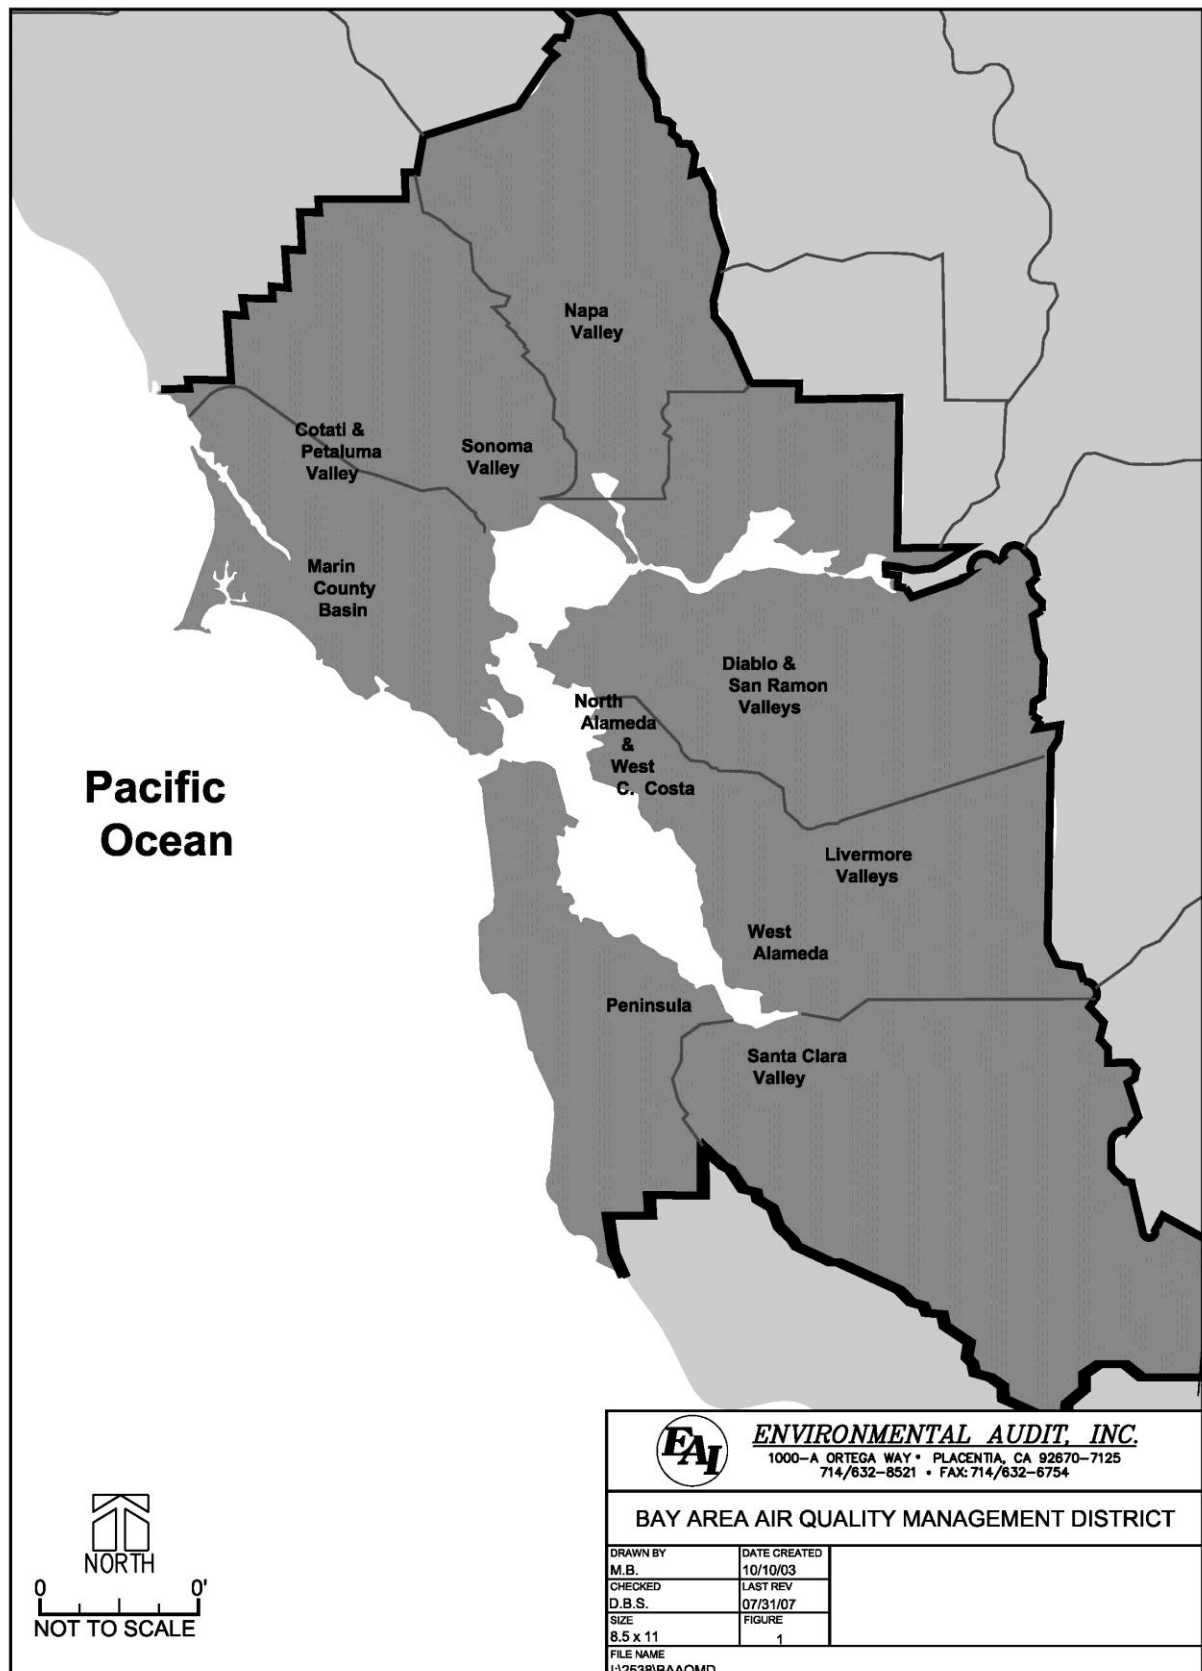 Napa
Valley
Cotati &
Petaluma
Valley
Sonoma
Valley
Marin
County
Basin
Diablo &
San Ramon
Valleys
North
Alameda
&
West
C. Costa
Pacific
Ocean
Livermore
Valleys
West
Alameda
Peninsula
Santa Clara
Valley
EAI
ENVIRONMENTAL AUDIT, INC.
1000-A ORTEGA WAY • PLACENTIA, CA 92670-7125
714/632-8521 • FAX: 714/632-6754
BAY AREA AIR QUALITY MANAGEMENT DISTRICT
DRAWN BY
M.B.
DATE CREATED
10/10/03
CHECKED
D.B.S.
LAST REV
07/31/07
SIZE
8.5 x 11
FIGURE
1
FILE NAME
I:\2538\BAAQMD
NORTH
0 0'
NOT TO SCALE